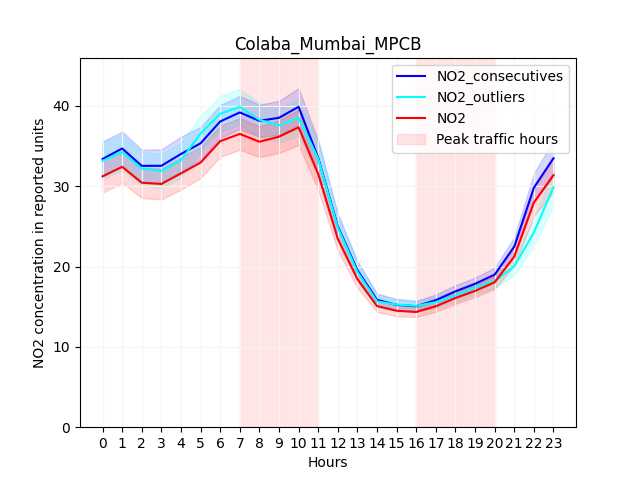 Colaba_Mumbai_MPCB
NO2_consecutives
NO2_outliers
NO2
Peak traffic hours
NO2 concentration in reported units
40
30
20
10
0
0 1 2 3 4 5 6 7 8 9 10 11 12 13 14 15 16 17 18 19 20 21 22 23
Hours